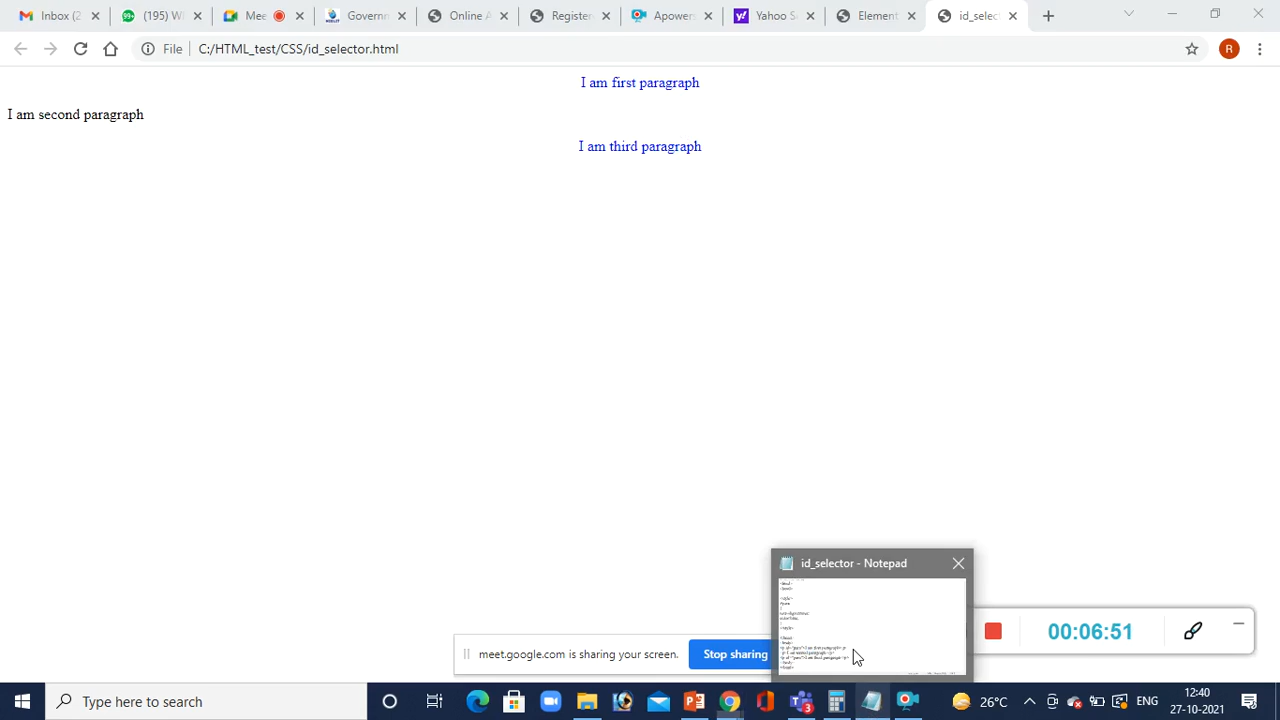 Inbox (2
(195) W
Mee
Governm
Online A
Register
Apowers
Yahoo S
Element
id_selec
File
C:/HTML_test/CSS/id_selector.html
R
I am first paragraph
I am second paragraph
I am third paragraph
id_selector - Notepad
00:06:51
meet.google.com is sharing your screen.
Stop sharing
Type here to search
26°C
ENG
12:40
27-10-2021